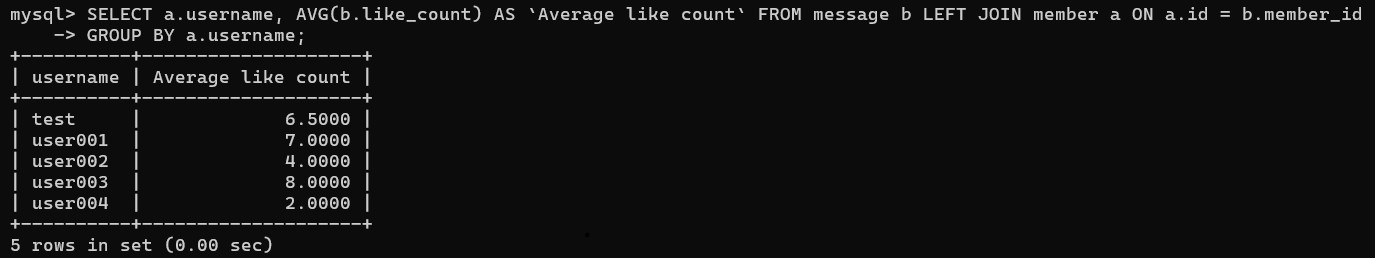 mysql> SELECT a.username, AVG(b.like_count) AS `Average like count` FROM message b LEFT JOIN member a ON a.id = b.member_id
    -> GROUP BY a.username;
+----------+--------------------+
| username | Average like count |
+----------+--------------------+
| test     |             6.5000 |
| user001  |             7.0000 |
| user002  |             4.0000 |
| user003  |             8.0000 |
| user004  |             2.0000 |
+----------+--------------------+
5 rows in set (0.00 sec)